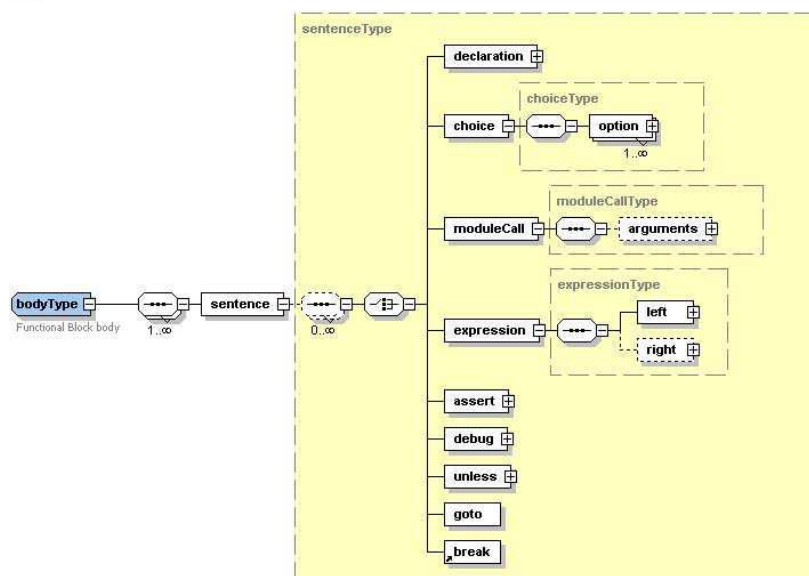 sentenceType
declaration
choiceType
choice
option
1..∞
moduleCallType
moduleCall
arguments
bodyType
Functional Block body
1..∞
sentence
0..∞
expressionType
expression
left
right
assert
debug
unless
goto
break